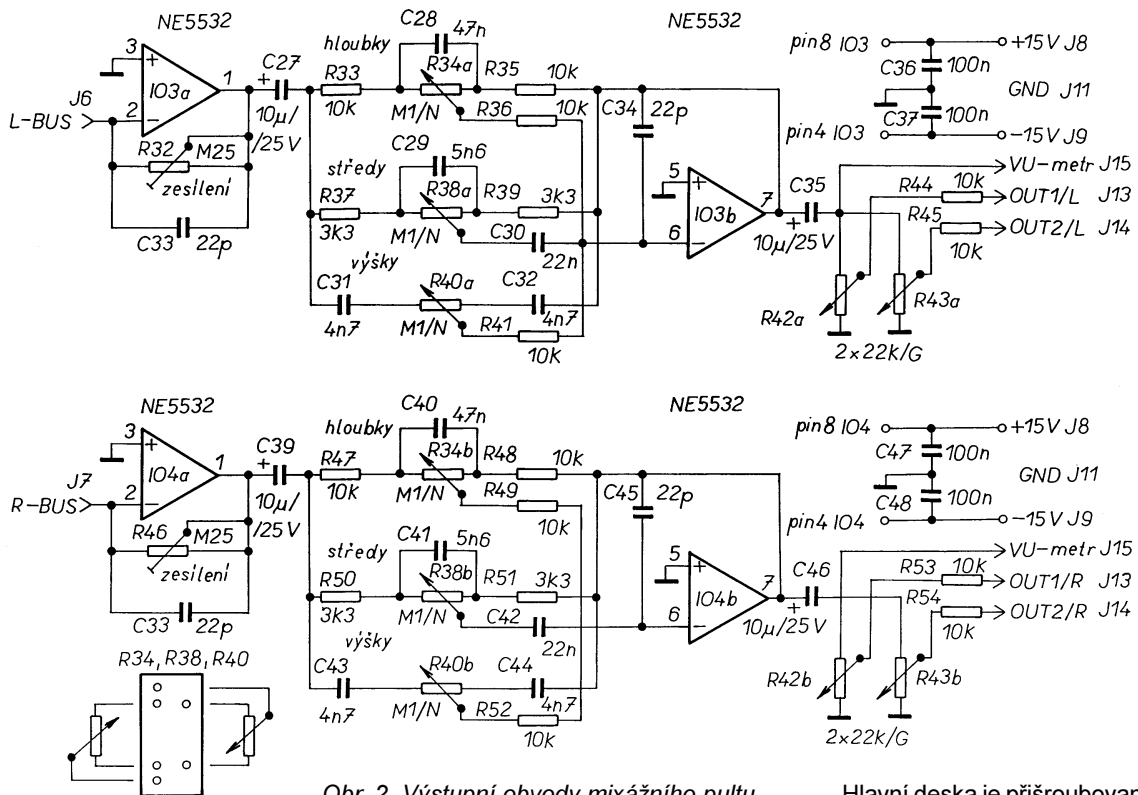 NE5532
C28
47n
NE5532
hloubky
R34a
R33
10k
M1/N
R35
10k
R36
10k
3
+
1
IO3a
2
−
+
C27
10µ/
/25V
J6
L-BUS
R32
M25
zesílení
C33
22p
C29
5n6
středy
R38a
R37
3k3
M1/N
R39
3k3
C30
22n
výšky
C31
4n7
R40a
M1/N
C32
4n7
R41
10k
C34
22p
5
+
7
IO3b
6
−
C35
+
10µ/25V
pin8 IO3
+15V J8
C36
100n
GND J11
C37
100n
pin4 IO3
−15V J9
VU-metr J15
R44
10k
OUT1/L J13
R45
10k
OUT2/L J14
R42a
R43a
2×22k/G
NE5532
C40
47n
NE5532
hloubky
R34b
R47
10k
M1/N
R48
10k
R49
10k
3
+
1
IO4a
2
−
+
C39
10µ/
/25V
J7
R-BUS
R46
M25
zesílení
C33
22p
C41
5n6
středy
R38b
R50
3k3
M1/N
R51
3k3
C42
22n
výšky
C43
4n7
R40b
M1/N
C44
4n7
R52
10k
C45
22p
5
+
7
IO4b
6
−
C46
+
10µ/25V
pin8 IO4
+15V J8
C47
100n
GND J11
C48
100n
pin4 IO4
−15V J9
VU-metr J15
R53
10k
OUT1/R J13
R54
10k
OUT2/R J14
R42b
R43b
2×22k/G
R34, R38, R40
Obr. 2. Výstupní obvody mixážního pultu
Hlavní deska je přišroubovar